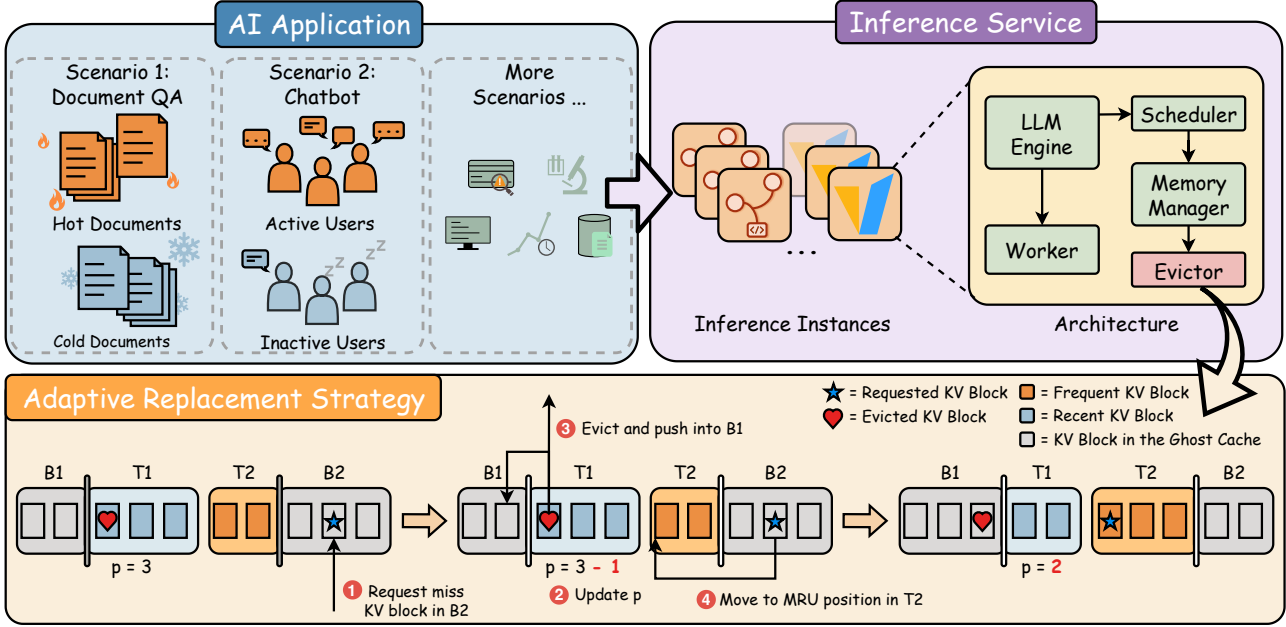 AI Application
Scenario 1:
Document QA
Hot Documents
Cold Documents
Scenario 2:
Chatbot
Active Users
zz
zz
Inactive Users
More
Scenarios ...
Inference Service
</>
...
Inference Instances
LLM
Engine
Worker
Scheduler
Memory
Manager
Evictor
Architecture
Adaptive Replacement Strategy
= Requested KV Block
= Evicted KV Block
= Frequent KV Block
= Recent KV Block
= KV Block in the Ghost Cache
B1
T1
T2
B2
p = 3
1 Request miss
KV block in B2
3 Evict and push into B1
B1
T1
T2
B2
p = 3 - 1
2 Update p
4 Move to MRU position in T2
B1
T1
T2
B2
p = 2